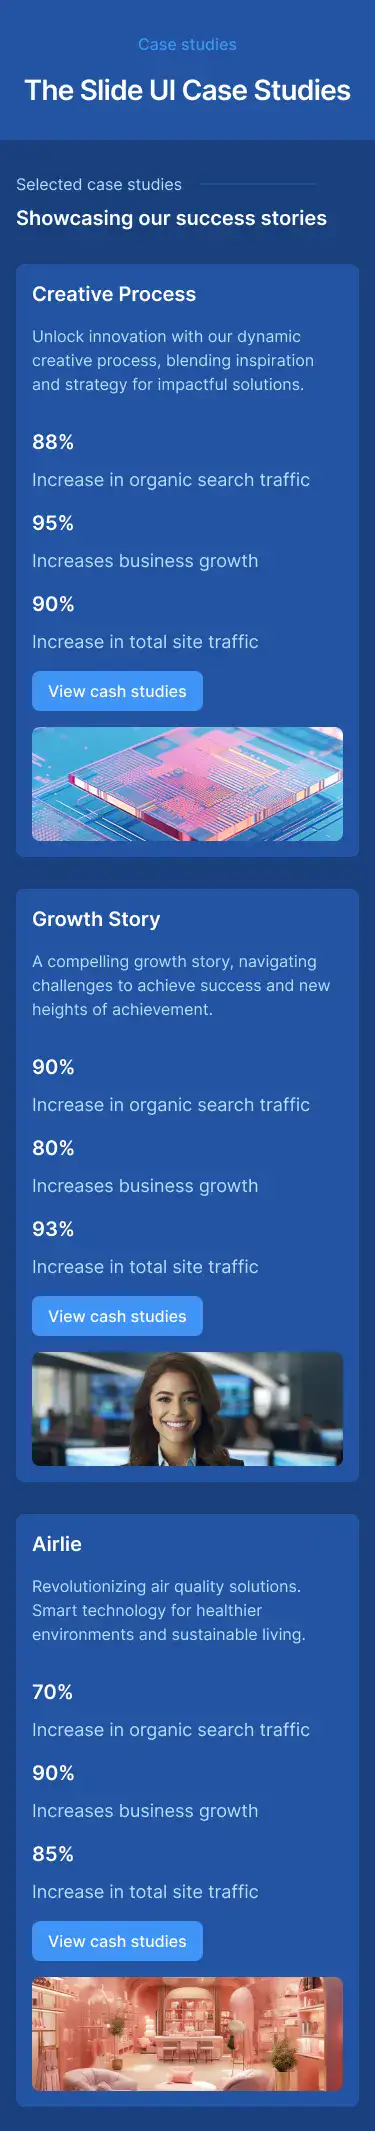 Case studies
The Slide UI Case Studies
Selected case studies
Showcasing our success stories
Creative Process
Unlock innovation with our dynamic
creative process, blending inspiration
and strategy for impactful solutions.
88%
Increase in organic search traffic
95%
Increases business growth
90%
Increase in total site traffic
View cash studies
Growth Story
A compelling growth story, navigating
challenges to achieve success and new
heights of achievement.
90%
Increase in organic search traffic
80%
Increases business growth
93%
Increase in total site traffic
View cash studies
Airlie
Revolutionizing air quality solutions.
Smart technology for healthier
environments and sustainable living.
70%
Increase in organic search traffic
90%
Increases business growth
85%
Increase in total site traffic
View cash studies